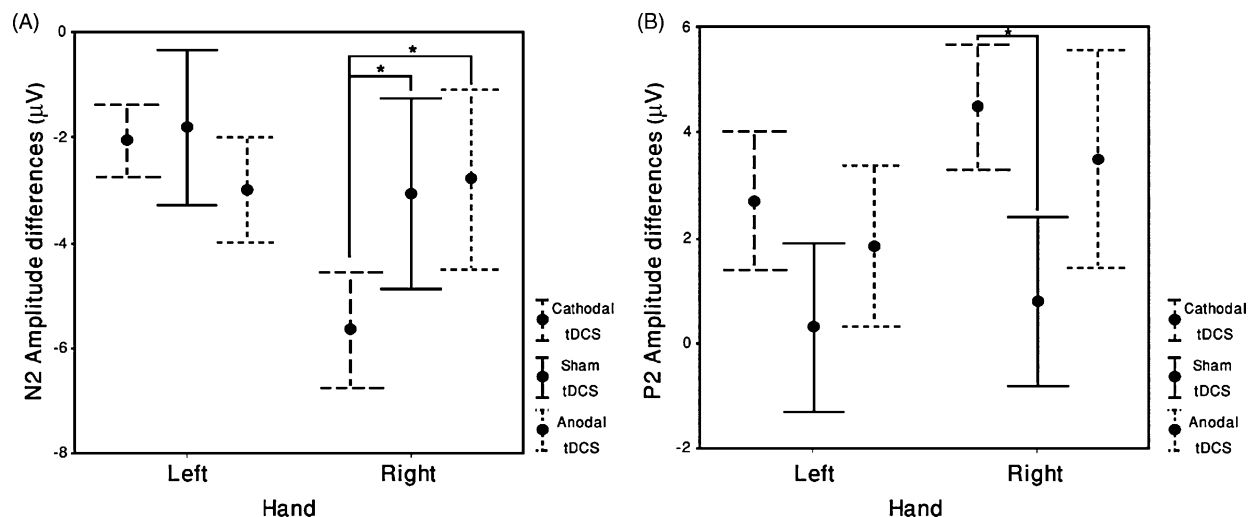 (A)
N2 Amplitude differences (μV)
0
-2
-4
-6
-8
*
*
Left
Right
Hand
Cathodal
tDCS
Sham
tDCS
Anodal
tDCS
(B)
P2 Amplitude differences (μV)
6
4
2
0
-2
*
Left
Right
Hand
Cathodal
tDCS
Sham
tDCS
Anodal
tDCS